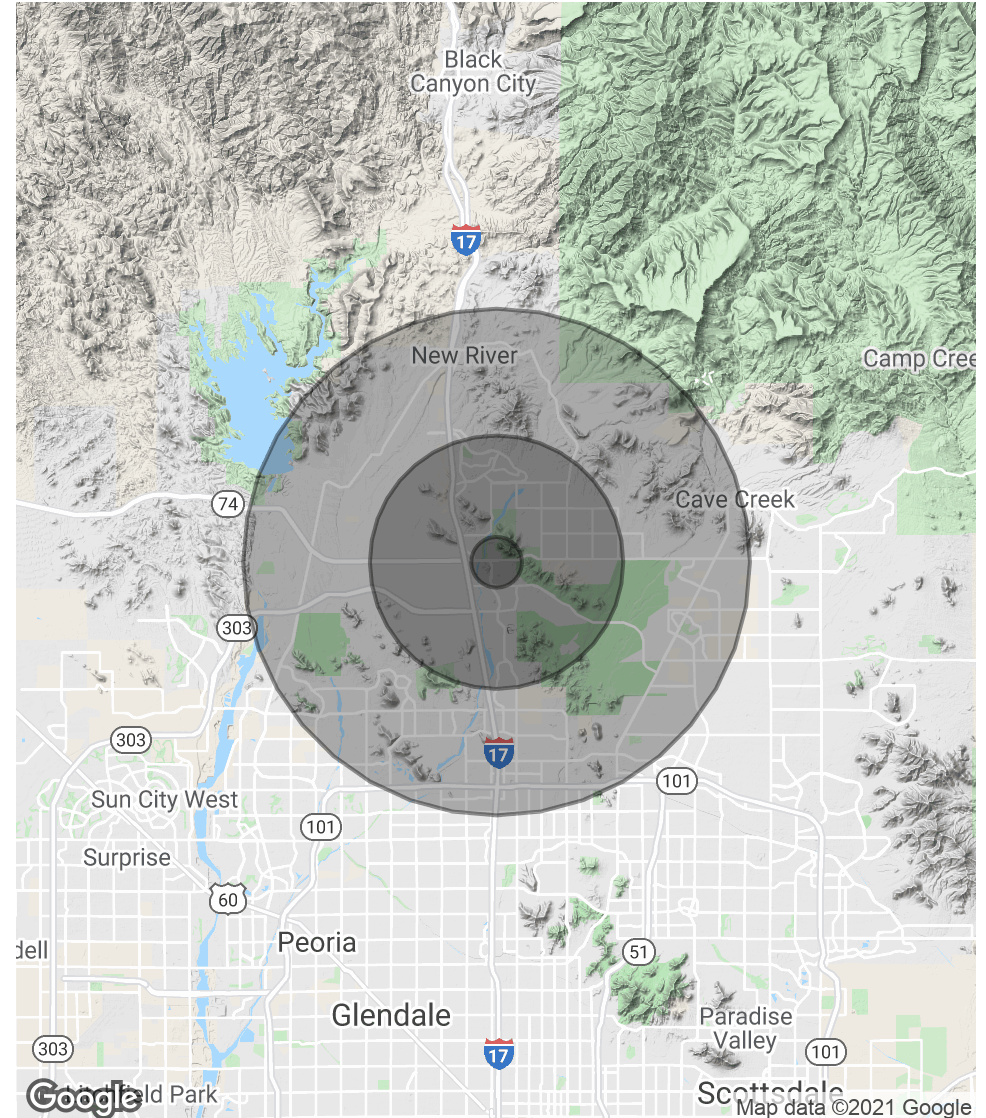 Black
Canyon City
17
New River
Camp Cree
74
Cave Creek
303
17
303
101
Sun City West
101
Surprise
60
Peoria
dell
51
Glendale
Paradise
Valley
303
17
101
Google
Litchfield Park
Scottsdale
Map data ©2021 Google